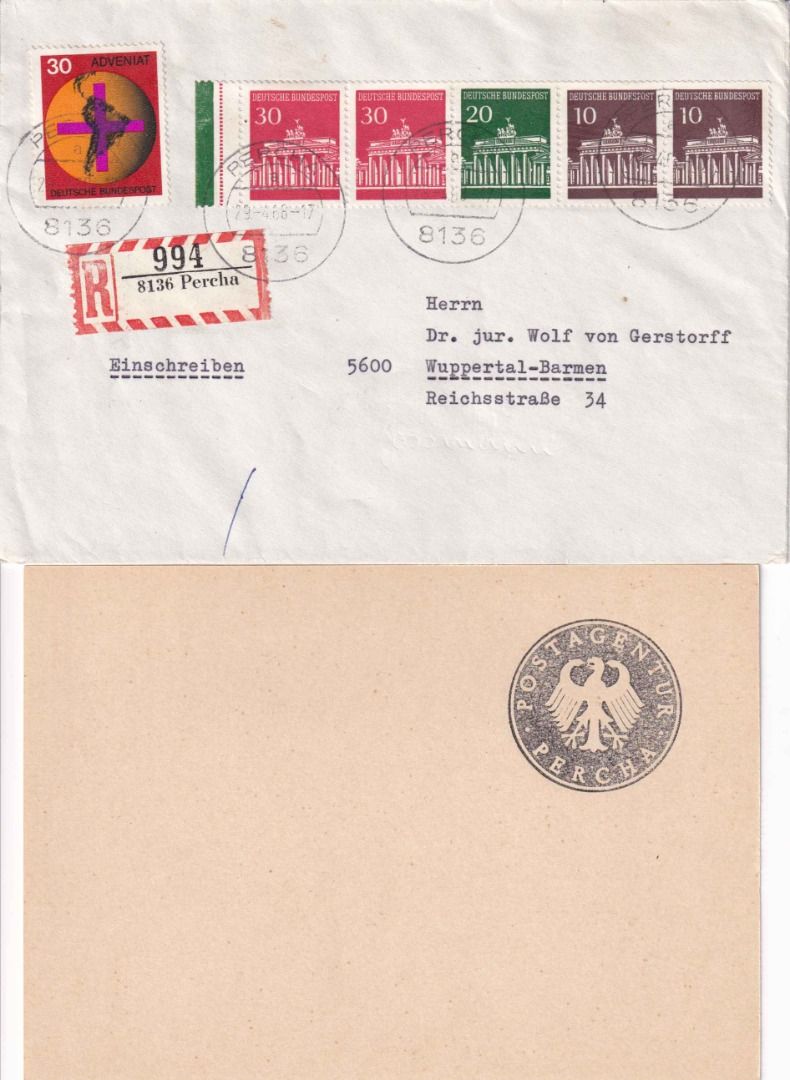 30 ADVENIAT
DEUTSCHE BUNDESPOST
DEUTSCHE BUNDESPOST
30
DEUTSCHE BUNDESPOST
30
DEUTSCHE BUNDESPOST
20
DEUTSCHE BUNDESPOST
10
DEUTSCHE BUNDESPOST
10
8136
29.-4.68-17
8136
8136
8136
R
994
8136 Percha
Herrn
Dr. jur. Wolf von Gerstorff
Einschreiben 5600 Wuppertal-Barmen
Reichsstraße 34
POSTAGENTUR
PERCHA